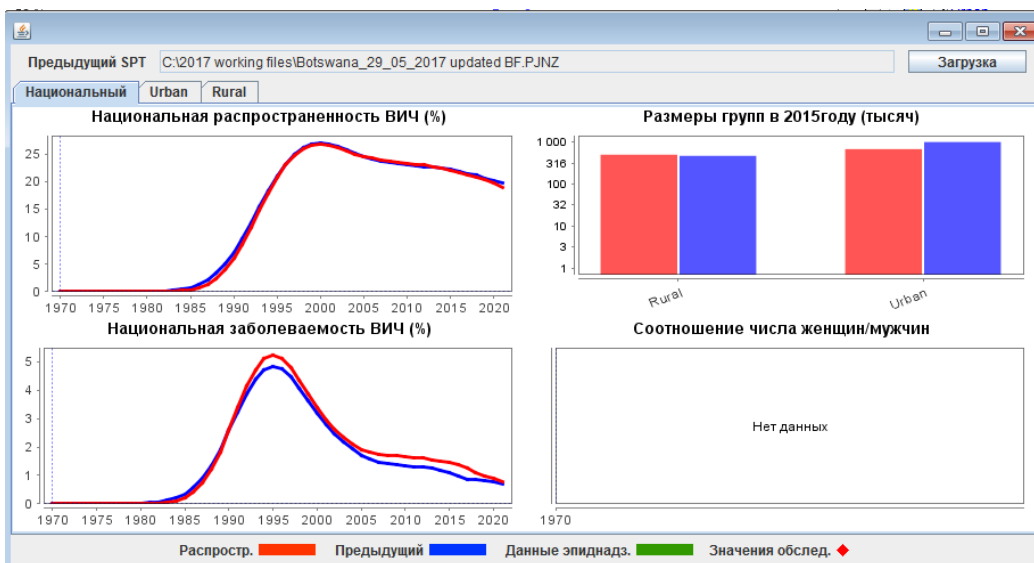 Предыдущий SPT C:\2017 working files\Botswana_29_05_2017 updated BF.PJNZ Загрузка
Национальный Urban Rural
Национальная распространенность ВИЧ (%)
25
20
15
10
5
0
1970 1975 1980 1985 1990 1995 2000 2005 2010 2015 2020
Размеры групп в 2015году (тысяч)
1 000
316
100
32
10
3
1
Rural Urban
Национальная заболеваемость ВИЧ (%)
5
4
3
2
1
0
1970 1975 1980 1985 1990 1995 2000 2005 2010 2015 2020
Соотношение числа женщин/мужчин
Нет данных
1970
Распростр. Предыдущий Данные эпиднадз. Значения обслед.